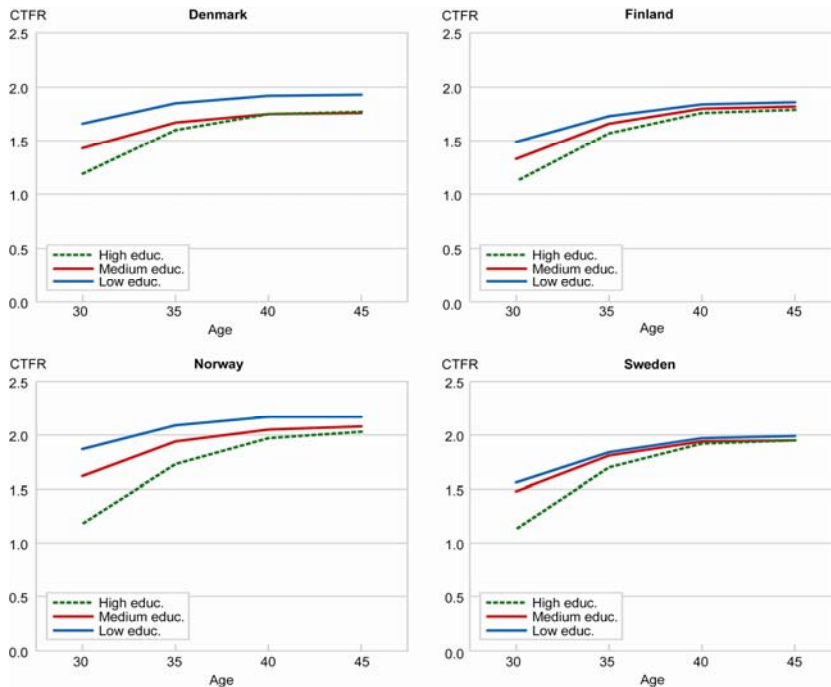 CTFR
Denmark
2.5
2.0
1.5
1.0
0.5
0.0
High educ.
Medium educ.
Low educ.
30 35 40 45
Age
CTFR
Finland
2.5
2.0
1.5
1.0
0.5
0.0
High educ.
Medium educ.
Low educ.
30 35 40 45
Age
CTFR
Norway
2.5
2.0
1.5
1.0
0.5
0.0
High educ.
Medium educ.
Low educ.
30 35 40 45
Age
CTFR
Sweden
2.5
2.0
1.5
1.0
0.5
0.0
High educ.
Medium educ.
Low educ.
30 35 40 45
Age